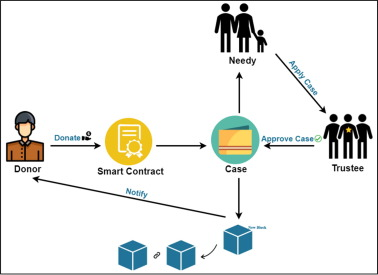 Needy
Apply Case
Donate
Approve Case
Donor
Smart Contract
Case
Trustee
Notify
New Block